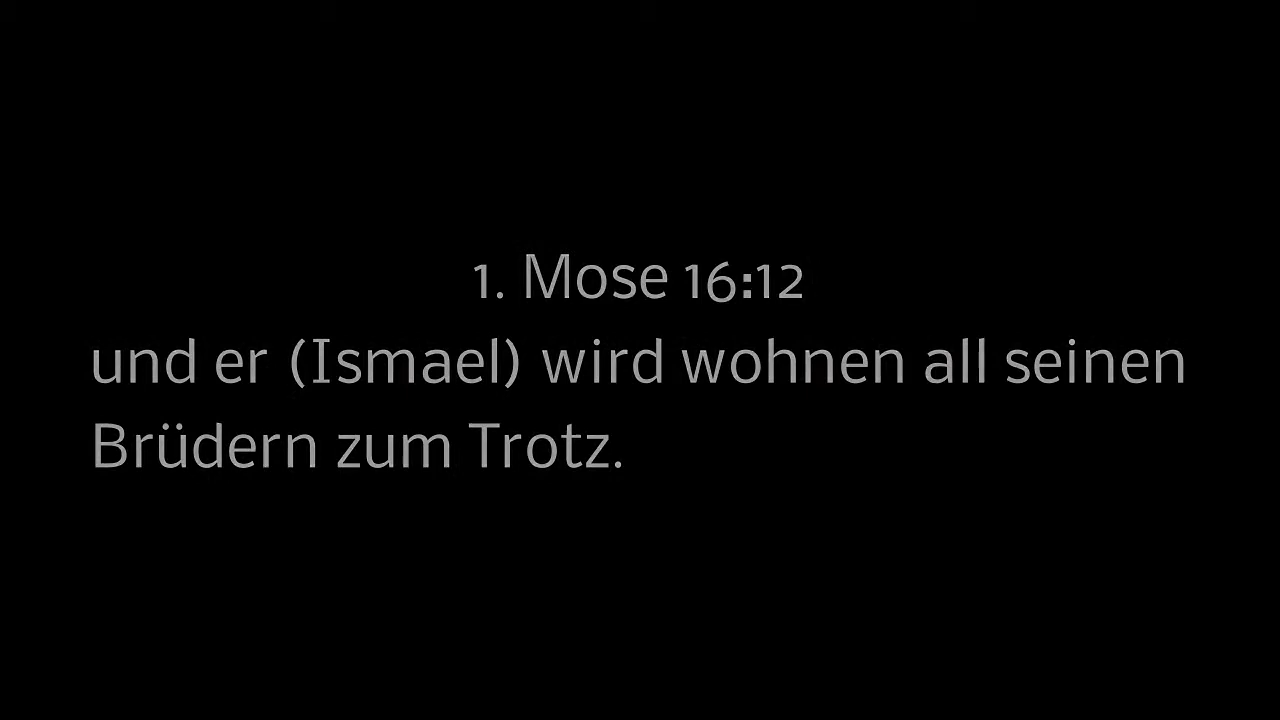 1. Mose 16:12
und er (Ismael) wird wohnen all seinen
Brüdern zum Trotz.